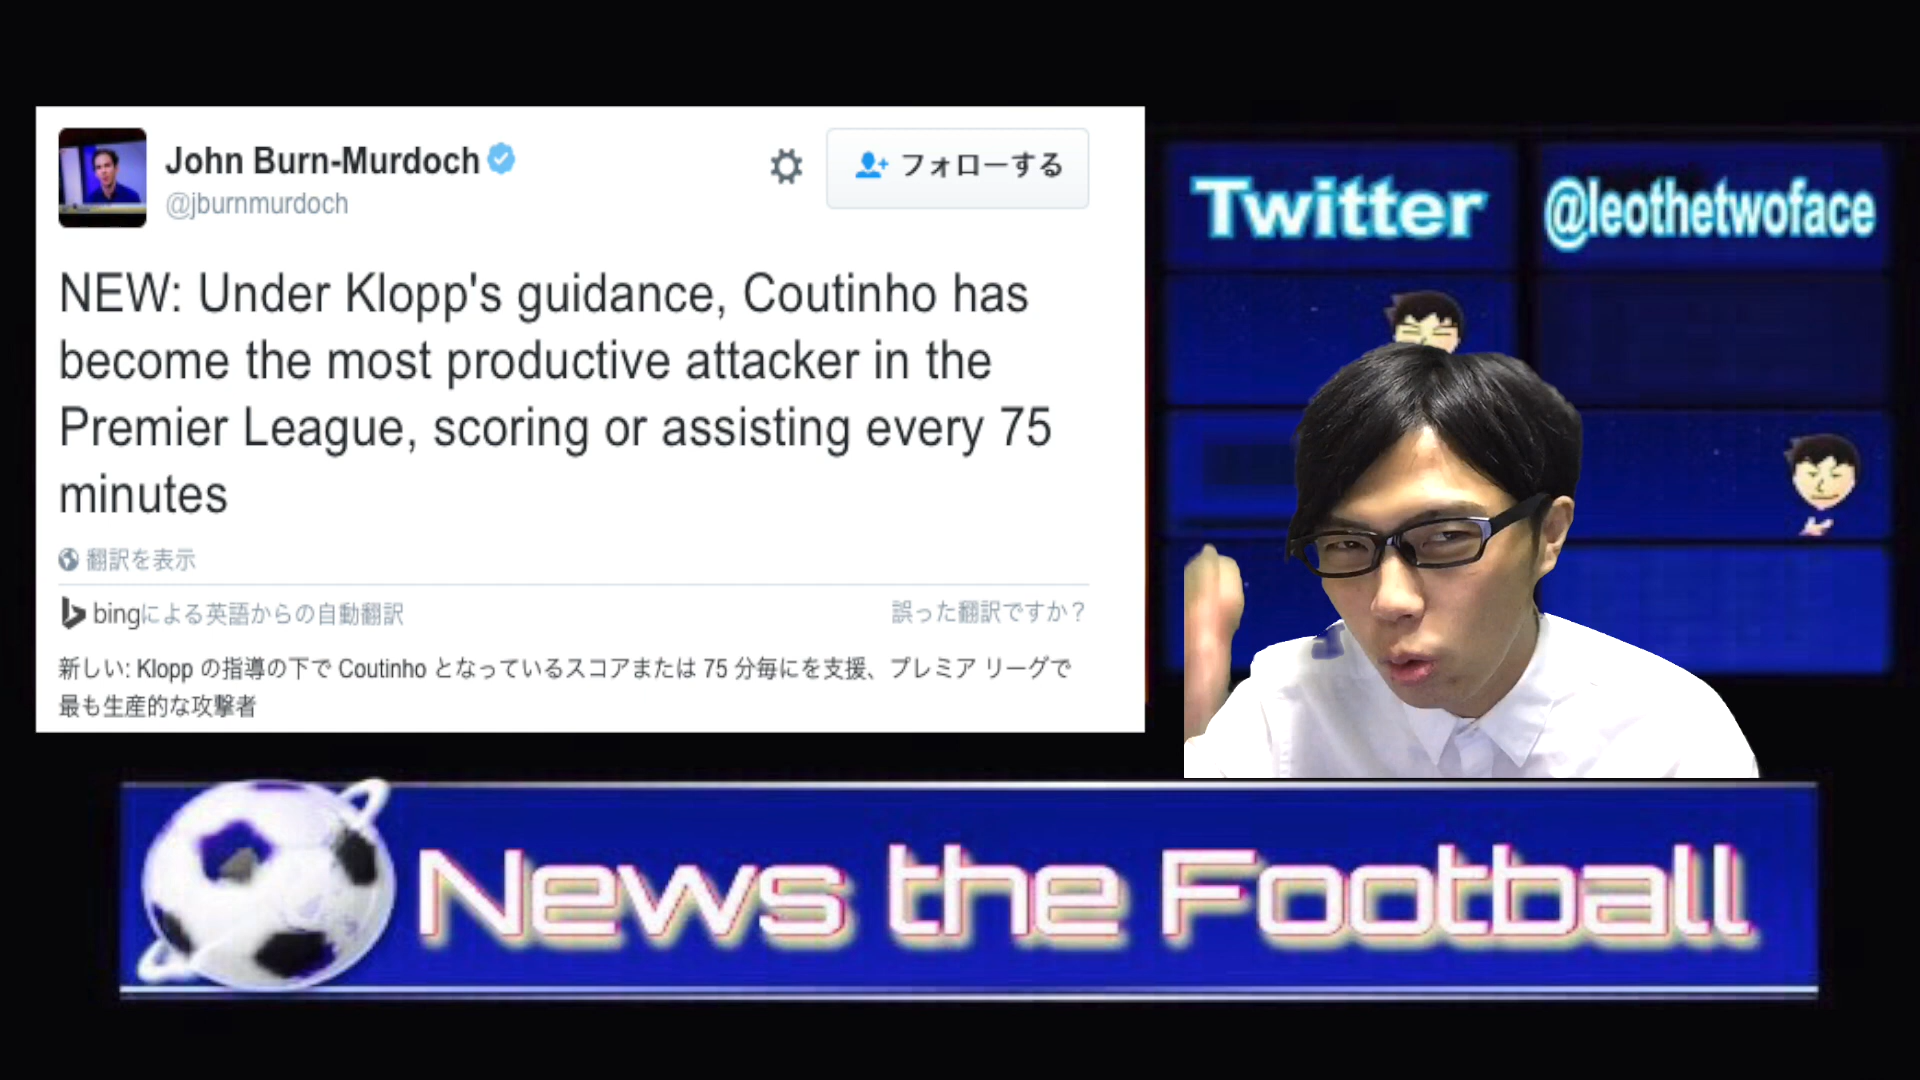 John Burn-Murdoch
@jburnmurdoch
フォローする
NEW: Under Klopp's guidance, Coutinho has
become the most productive attacker in the
Premier League, scoring or assisting every 75
minutes
翻訳を表示
bingによる英語からの自動翻訳
誤った翻訳ですか？
新しい: Klopp の指導の下で Coutinho となっているスコアまたは 75 分毎にを支援、プレミア リーグで
最も生産的な攻撃者
Twitter
@leothetwoface
News the Football